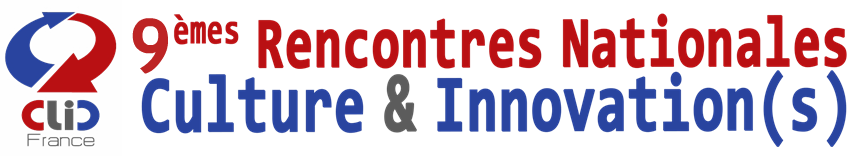 CLiC
France
9èmes Rencontres Nationales
Culture & Innovation(s)